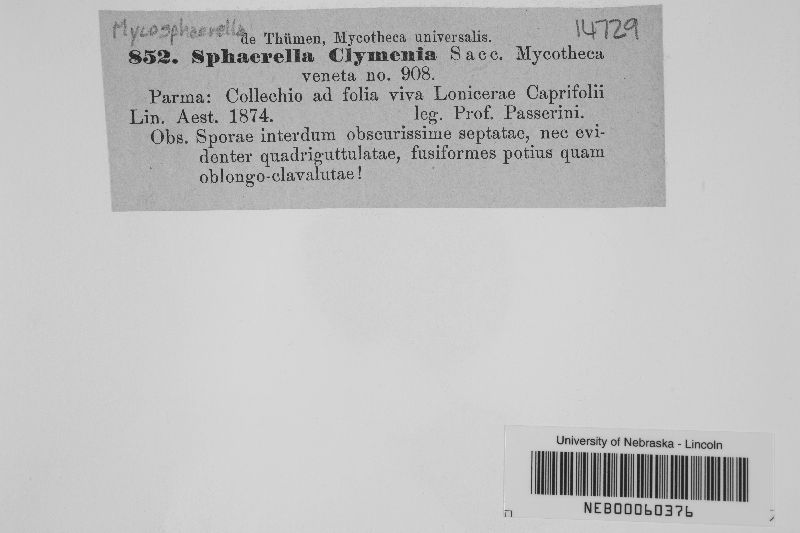 Mycosphaerella
14729
de Thümen, Mycotheca universalis.
852. Sphaerella Clymenia Sacc. Mycotheca
veneta no. 908.
Parma: Collechio ad folia viva Lonicerae Caprifolii
Lin. Aest. 1874. leg. Prof. Passerini.
Obs. Sporae interdum obscurissime septatae, nec evi-
denter quadriguttulatae, fusiformes potius quam
oblongo-clavalutae!
University of Nebraska - Lincoln
NEB00060376